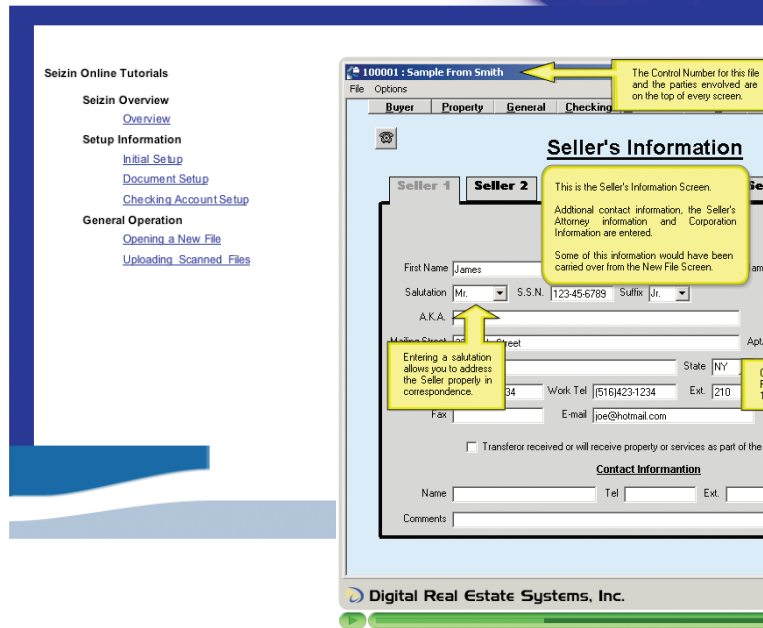 Seizin Online Tutorials
Seizin Overview
Overview
Setup Information
Initial Setup
Document Setup
Checking Account Setup
General Operation
Opening a New File
Uploading Scanned Files
100001 : Sample From Smith
The Control Number for this file
and the parties envolved are
on the top of every screen.
File Options
Buyer Property General Checking
Seller's Information
Seller 1 Seller 2
This is the Seller's Information Screen.
Addtional contact information, the Seller's
Attorney information and Corporation
Information are entered.
Some of this information would have been
carried over from the New File Screen.
First Name James
Salutation Mr. S.S.N. 123-45-6789 Suffix Jr.
A.K.A.
Street
Entering a salutation
allows you to address
the Seller properly in
correspondence.
State NY
34 Work Tel (516)423-1234 Ext. 210
Fax E-mail joe@hotmail.com
Transferor received or will receive property or services as part of the
Contact Informantion
Name Tel Ext.
Comments
Digital Real Estate Systems, Inc.